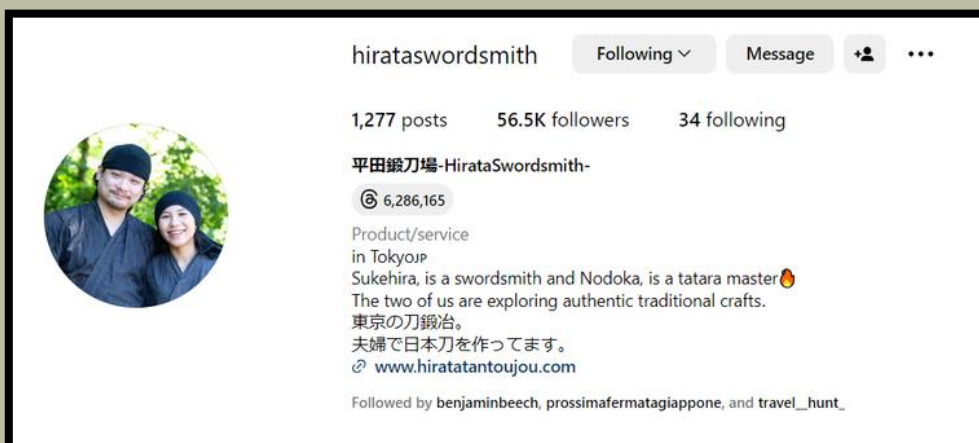 hirataswordsmith Following Message
1,277 posts 56.5K followers 34 following
平田鍛刀場-HirataSwordsmith-
6,286,165
Product/service
in TokyoJP
Sukehira, is a swordsmith and Nodoka, is a tatara master🔥
The two of us are exploring authentic traditional crafts.
東京の刀鍛冶。
夫婦で日本刀を作ってます。
www.hiratatantoujou.com
Followed by benjaminbeech, prossimafermatagiappone, and travel__hunt_